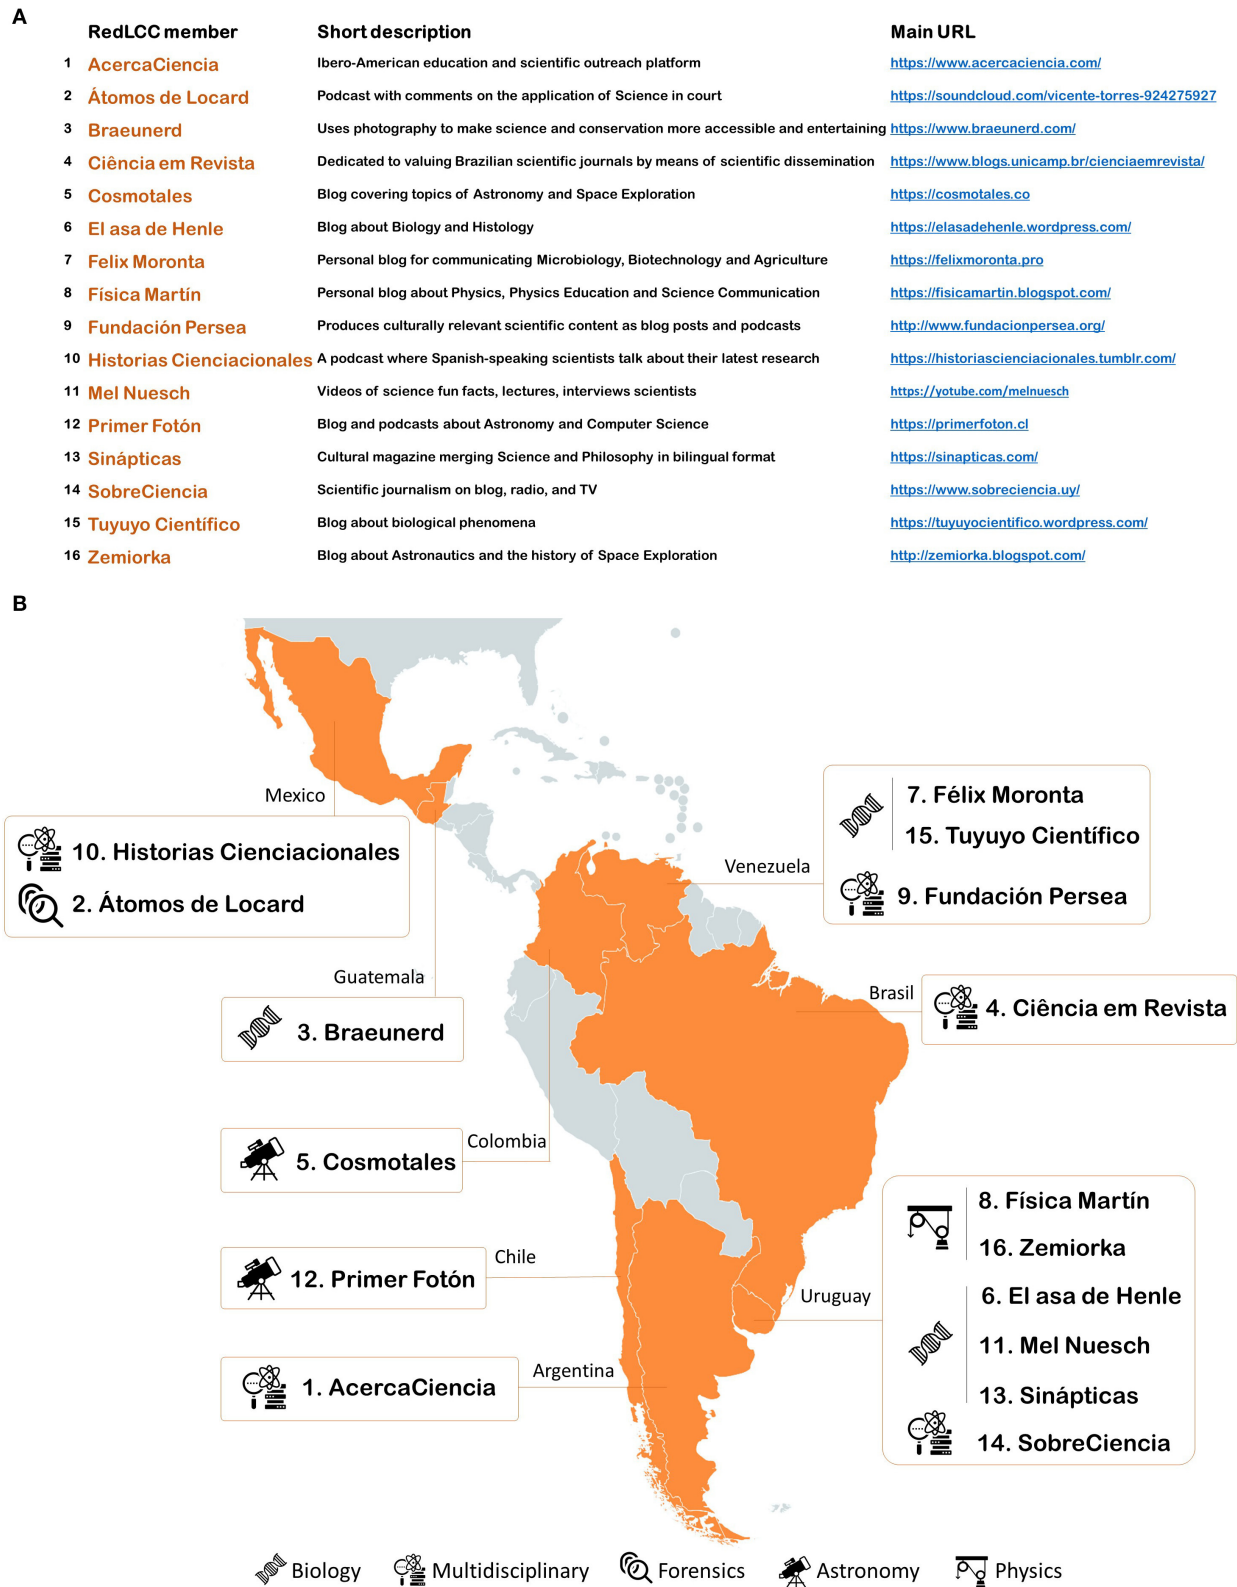 A
RedLCC member Short description Main URL
1 AcercaCiencia Ibero-American education and scientific outreach platform https://www.acercaciencia.com/
2 Átomos de Locard Podcast with comments on the application of Science in court https://soundcloud.com/vicente-torres-924275927
3 Braeunerd Uses photography to make science and conservation more accessible and entertaining https://www.braeunerd.com/
4 Ciência em Revista Dedicated to valuing Brazilian scientific journals by means of scientific dissemination https://www.blogs.unicamp.br/cienciaemrevista/
5 Cosmotales Blog covering topics of Astronomy and Space Exploration https://cosmotales.co
6 El asa de Henle Blog about Biology and Histology https://elasadehenle.wordpress.com/
7 Felix Moronta Personal blog for communicating Microbiology, Biotechnology and Agriculture https://felixmoronta.pro
8 Física Martín Personal blog about Physics, Physics Education and Science Communication https://fisicamartin.blogspot.com/
9 Fundación Persea Produces culturally relevant scientific content as blog posts and podcasts http://www.fundacionpersea.org/
10 Historias Cienciacionales A podcast where Spanish-speaking scientists talk about their latest research https://historiascienciacionales.tumblr.com/
11 Mel Nuesch Videos of science fun facts, lectures, interviews scientists https://yotube.com/melnuesch
12 Primer Fotón Blog and podcasts about Astronomy and Computer Science https://primerfoton.cl
13 Sinápticas Cultural magazine merging Science and Philosophy in bilingual format https://sinapticas.com/
14 SobreCiencia Scientific journalism on blog, radio, and TV https://www.sobreciencia.uy/
15 Tuyuyo Científico Blog about biological phenomena https://tuyuyocientifico.wordpress.com/
16 Zemiorka Blog about Astronautics and the history of Space Exploration http://zemiorka.blogspot.com/
B
Mexico
10. Historias Cienciacionales
2. Átomos de Locard
Venezuela
7. Félix Moronta
15. Tuyuyo Científico
9. Fundación Persea
Guatemala
3. Braeunerd
Brasil
4. Ciência em Revista
Colombia
5. Cosmotales
Chile
12. Primer Fotón
Uruguay
8. Física Martín
16. Zemiorka
6. El asa de Henle
11. Mel Nuesch
13. Sinápticas
14. SobreCiencia
Argentina
1. AcercaCiencia
Biology Multidisciplinary Forensics Astronomy Physics